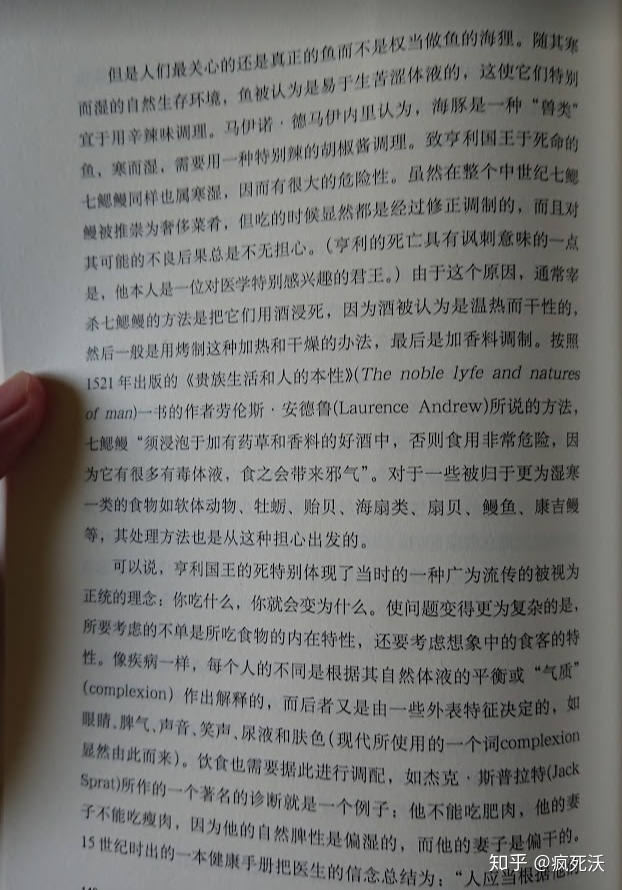 但是人们最关心的还是真正的鱼而不是权当做鱼的海狸。随其寒
而湿的自然生存环境，鱼被认为是易于生苦涩体液的，这使它们特别
宜于用辛辣味调理。马伊诺·德马伊内里认为，海豚是一种“兽类”
鱼、寒而湿，需要用一种特别辣的胡椒酱调理。致亨利国王于死命的
七鳃鳗同样也属寒湿，因而有很大的危险性。虽然在整个中世纪七鳃
鳗被推崇为奢侈菜肴，但吃的时候显然都是经过修正调制的，而且对
其可能的不良后果总是不无担心。（亨利的死亡具有讽刺意味的一点
是，他本人是一位对医学特别感兴趣的君王。）由于这个原因，通常宰
杀七鳃鳗的方法是把它们用酒浸死，因为酒被认为是温热而干性的，
然后一般是用烤制这种加热和干燥的办法，最后是加香料调制。按照
1521年出版的《贵族生活和人的本性》(The noble lyfe and natures
of man)一书的作者劳伦斯·安德鲁(Laurence Andrew)所说的方法，
七鳃鳗“须浸泡于加有药草和香料的好酒中，否则食用非常危险，因
为它有很多有毒体液，食之会带来邪气”。对于一些被归于更为湿寒
一类的食物如软体动物、牡蛎、贻贝、海扇类、扇贝、鳗鱼、康吉鳗
等，其处理方法也是从这种担心出发的。
可以说，亨利国王的死特别体现了当时的一种广为流传的被视为
正统的理念：你吃什么，你就会变为什么。使问题变得更为复杂的是，
所要考虑的不单是所吃食物的内在特性，还要考虑想象中的食客的特
性。像疾病一样，每个人的不同是根据其自然体液的平衡或“气质”
(complexion) 作出解释的，而后者又是由一些外表特征决定的，如
眼睛、脾气、声音、笑声、尿液和肤色(现代所使用的一个词complexion
显然由此而来)。饮食也需要据此进行调配，如杰克·斯普拉特(Jack
Sprat)所作的一个著名的诊断就是一个例子；他不能吃肥肉，他的妻
子不能吃瘦肉，因为他的自然脾性是偏湿的，而他的妻子是偏干的。
15世纪时出的一本健康手册把医生的信念总结为：“人应当根据他
知乎 @疯死沃